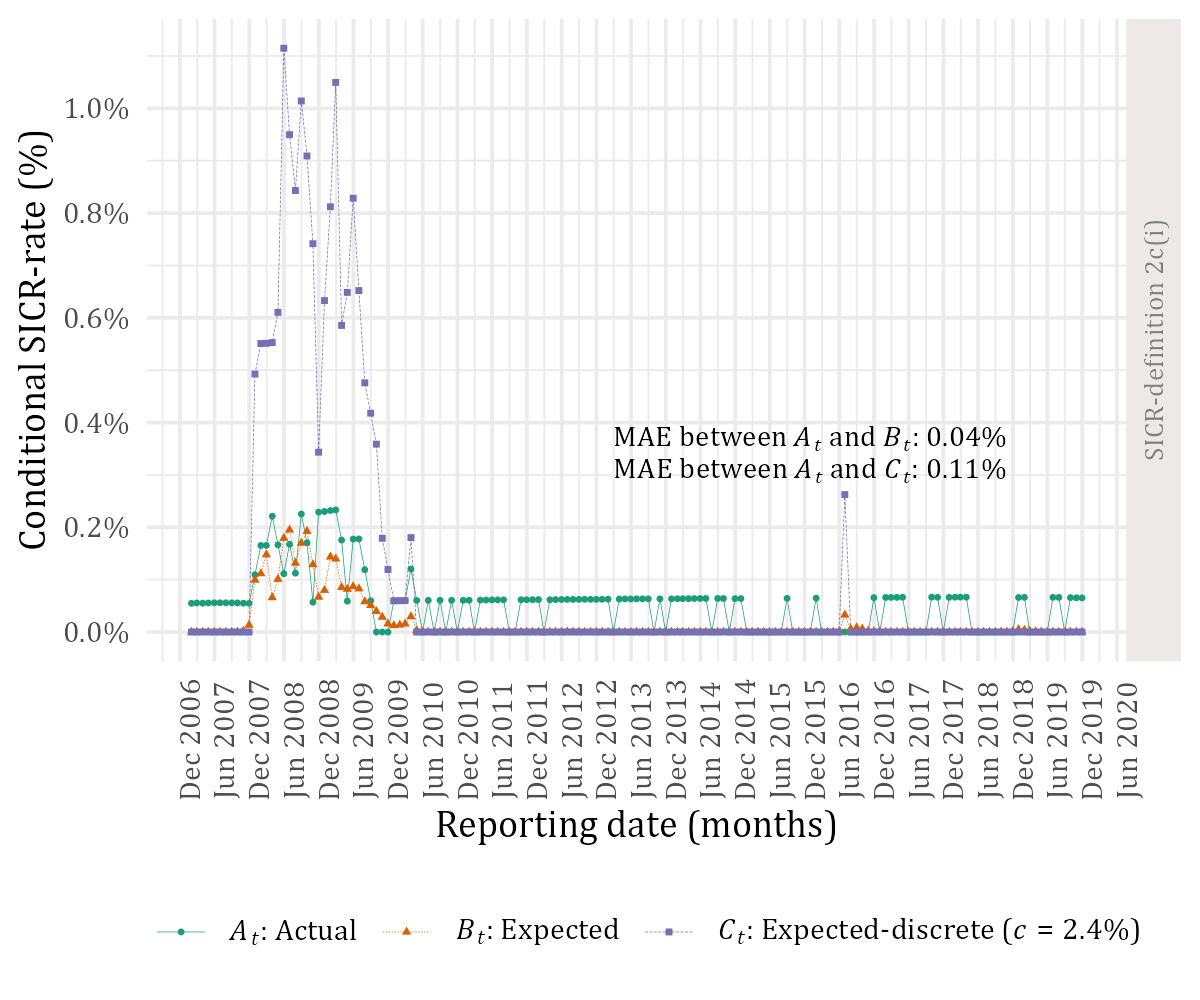 Conditional SICR-rate (%)
1.0%
0.8%
0.6%
0.4%
0.2%
0.0%
MAE between A_t and B_t: 0.04%
MAE between A_t and C_t: 0.11%
SICR-definition 2c(i)
Dec 2006
Jun 2007
Dec 2007
Jun 2008
Dec 2008
Jun 2009
Dec 2009
Jun 2010
Dec 2010
Jun 2011
Dec 2011
Jun 2012
Dec 2012
Jun 2013
Dec 2013
Jun 2014
Dec 2014
Jun 2015
Dec 2015
Jun 2016
Dec 2016
Jun 2017
Dec 2017
Jun 2018
Dec 2018
Jun 2019
Dec 2019
Jun 2020
Reporting date (months)
A_t: Actual
B_t: Expected
C_t: Expected-discrete (c = 2.4%)